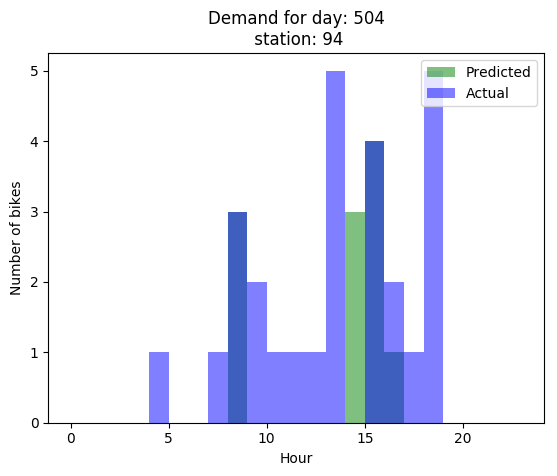 Demand for day: 504
station: 94
Predicted
Actual
5
4
3
2
1
0
Number of bikes
0 5 10 15 20
Hour